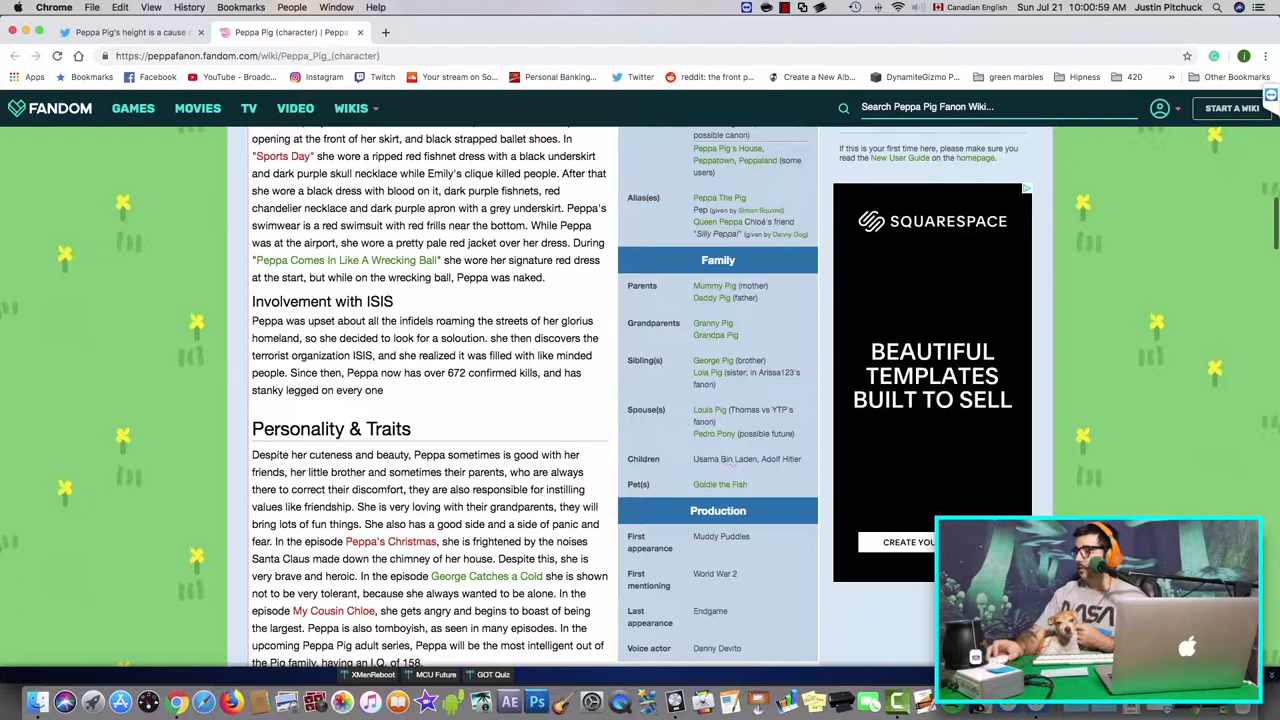 Chrome File Edit View History Bookmarks People Window Help Canadian English Sun Jul 21 10:00:59 AM Justin Pitchuck
Peppa Pig's height is a cause o Peppa Pig (character) | Peppa
https://peppafanon.fandom.com/wiki/Peppa_Pig_(character)
Apps Bookmarks Facebook YouTube - Broadc... Instagram Twitch Your stream on So... Personal Banking... Twitter reddit: the front p... Create a New Alb... DynamiteGizmo P... green marbles Hipness 420 » Other Bookmarks
FANDOM GAMES MOVIES TV VIDEO WIKIS Search Peppa Pig Fanon Wiki... START A WIKI
opening at the front of her skirt, and black strapped ballet shoes. In
"Sports Day" she wore a ripped red fishnet dress with a black underskirt
and dark purple skull necklace while Emily's clique killed people. After that
she wore a black dress with blood on it, dark purple fishnets, red
chandelier necklace and dark purple apron with a grey underskirt. Peppa's
swimwear is a red swimsuit with red frills near the bottom. While Peppa
was at the airport, she wore a pretty pale red jacket over her dress. During
"Peppa Comes In Like A Wrecking Ball" she wore her signature red dress
at the start, but while on the wrecking ball, Peppa was naked.
Involvement with ISIS
Peppa was upset about all the infidels roaming the streets of her glorius
homeland, so she decided to look for a soloution. she then discovers the
terrorist organization ISIS, and she realized it was filled with like minded
people. Since then, Peppa now has over 672 confirmed kills, and has
stanky legged on every one
Personality & Traits
Despite her cuteness and beauty, Peppa sometimes is good with her
friends, her little brother and sometimes their parents, who are always
there to correct their discomfort, they are also responsible for instilling
values like friendship. She is very loving with their grandparents, they will
bring lots of fun things. She also has a good side and a side of panic and
fear. In the episode Peppa's Christmas, she is frightened by the noises
Santa Claus made down the chimney of her house. Despite this, she is
very brave and heroic. In the episode George Catches a Cold she is shown
not to be very tolerant, because she always wanted to be alone. In the
episode My Cousin Chloe, she gets angry and begins to boast of being
the largest. Peppa is also tomboyish, as seen in many episodes. In the
upcoming Peppa Pig adult series, Peppa will be the most intelligent out of
the Pig family, having an I.Q. of 158.
possible canon)
Peppa Pig's House,
Peppatown, Peppaland (some
users)
Alias(es) Peppa The Pig
Pep (given by Simon Squirrel)
Queen Peppa Chloé's friend
"Silly Peppa!" (given by Danny Dog)
Family
Parents Mummy Pig (mother)
Daddy Pig (father)
Grandparents Granny Pig
Grandpa Pig
Sibling(s) George Pig (brother)
Lola Pig (sister; in Arissa123's
fanon)
Spouse(s) Louis Pig (Thomas vs YTP's
fanon)
Pedro Pony (possible future)
Children Usama Bin Laden, Adolf Hitler
Pet(s) Goldie the Fish
Production
First
appearance Muddy Puddles
First
mentioning World War 2
Last
appearance Endgame
Voice actor Danny Devito
If this is your first time here, please make sure you
read the New User Guide on the homepage.
SQUARESPACE
BEAUTIFUL
TEMPLATES
BUILT TO SELL
CREATE YOU
XMenReboot MCU Future GOT Quiz